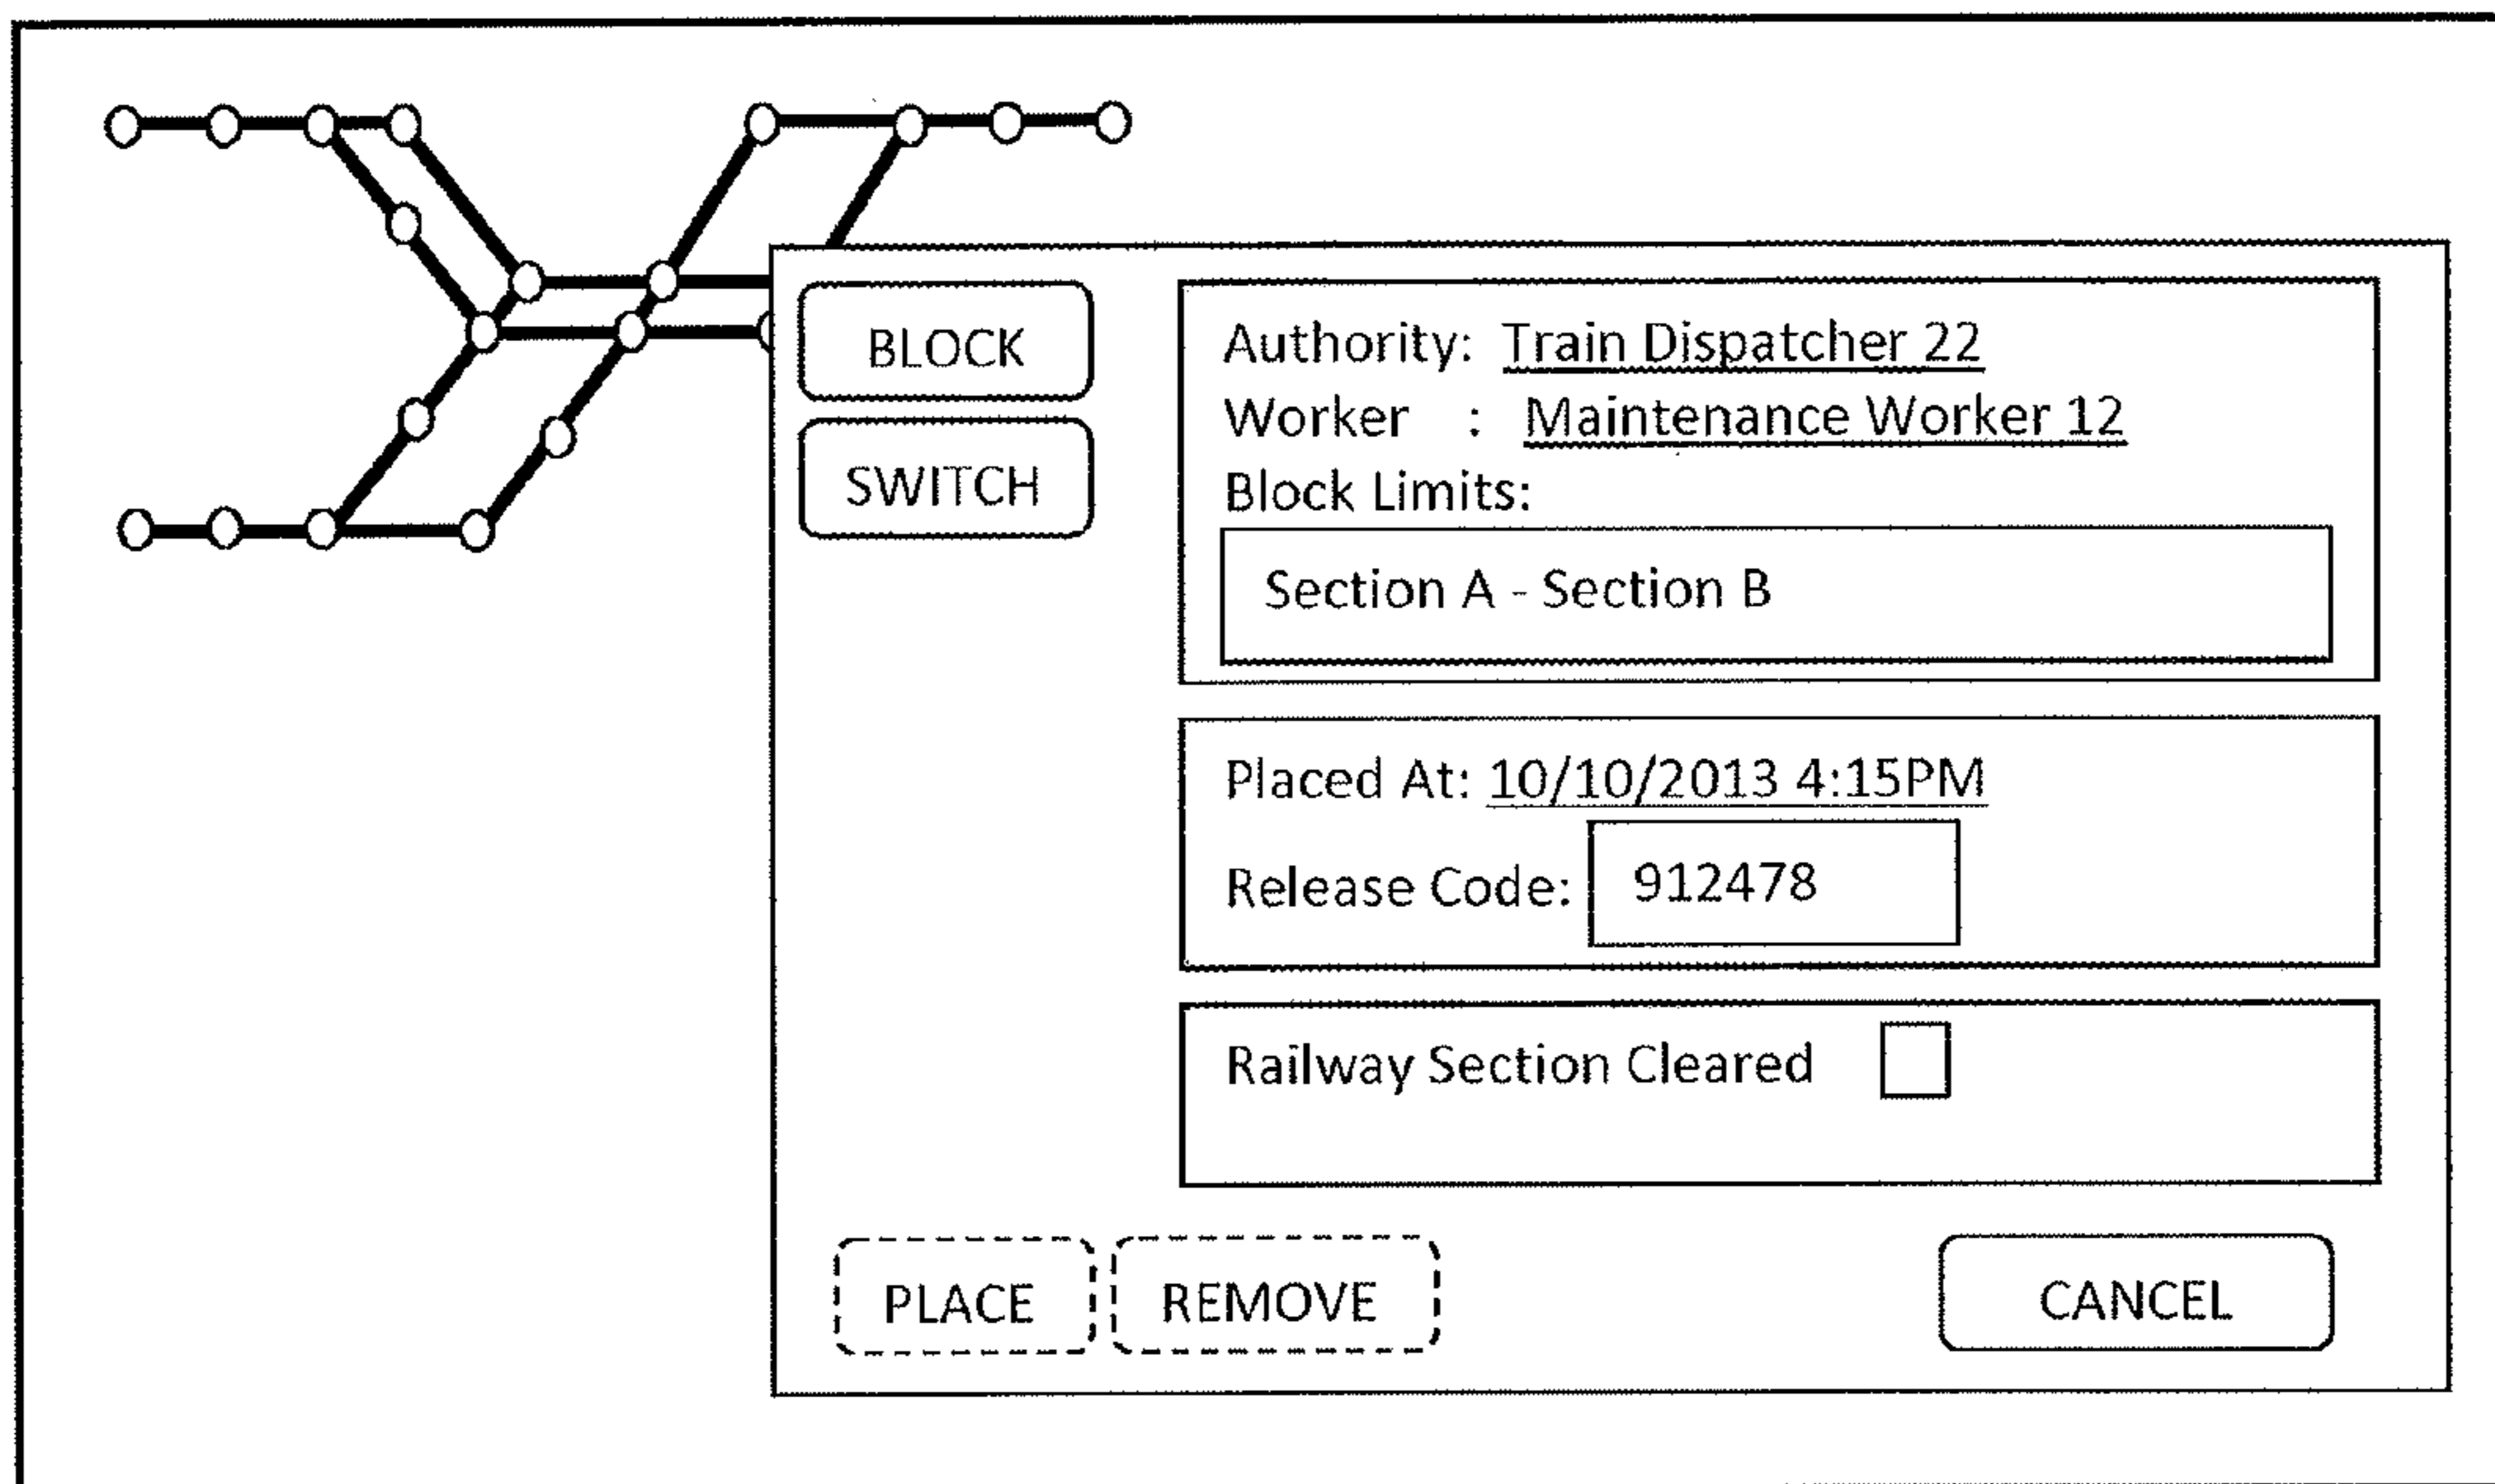 BLOCK
SWITCH
Authority: Train Dispatcher 22
Worker : Maintenance Worker 12
Block Limits:
Section A - Section B
Placed At: 10/10/2013 4:15PM
Release Code: 912478
Railway Section Cleared
PLACE
REMOVE
CANCEL